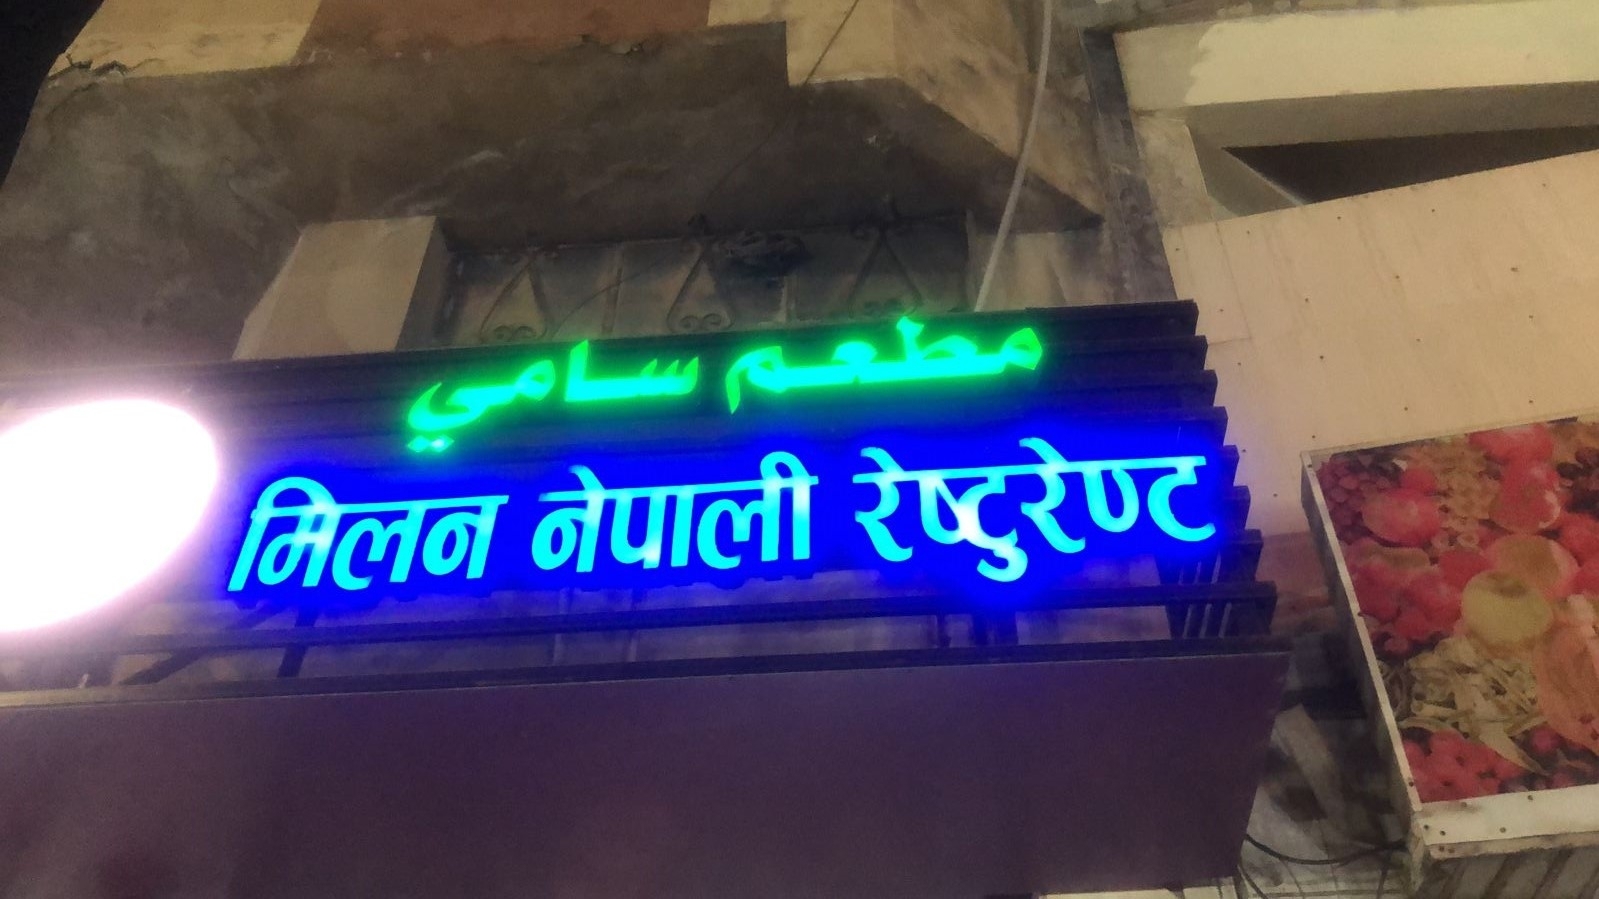 مطعم سامي
मिलन नेपाली रेष्टुरेण्ट